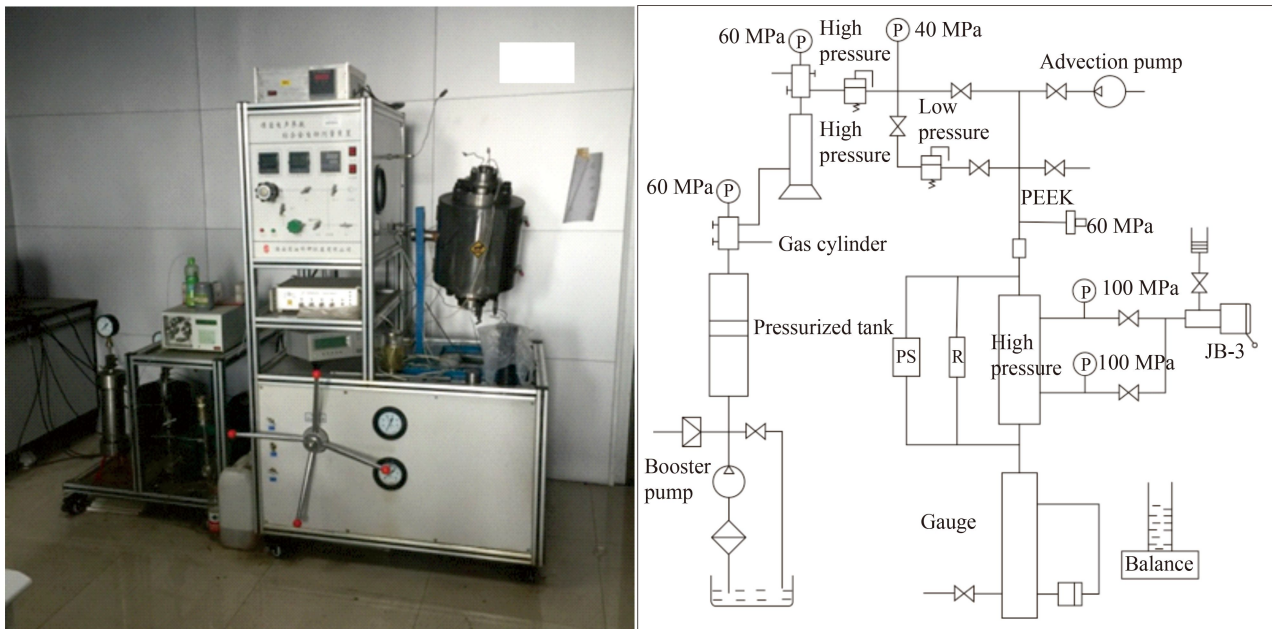 60 MPa
P
High
pressure
P
40 MPa
Advection pump
High
pressure
Low
pressure
60 MPa
P
PEEK
60 MPa
Gas cylinder
Pressurized tank
PS
R
High
pressure
P
100 MPa
P
100 MPa
JB-3
Booster
pump
Gauge
Balance